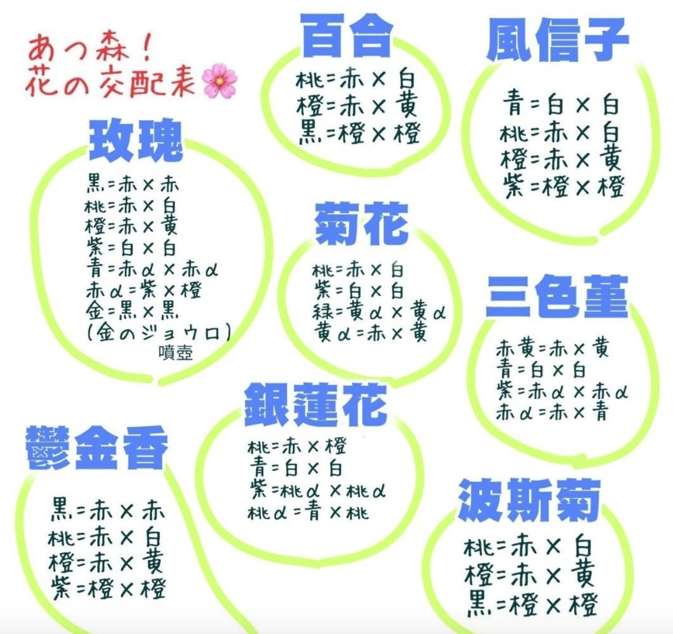 あつ森！
花の交配表
百合
桃=赤×白
橙=赤×黄
黒=橙×橙
風信子
青=白×白
桃=赤×白
橙=赤×黄
紫=橙×橙
玫瑰
黒=赤×赤
桃=赤×白
橙=赤×黄
紫=白×白
青=赤α×赤α
赤α=紫×橙
金=黒×黒
(金のジョウロ)
噴壺
菊花
桃=赤×白
紫=白×白
緑=黄α×黄α
黄α=赤×黄
三色菫
赤黄=赤×黄
青=白×白
紫=赤α×赤α
赤α=赤×青
銀蓮花
桃=赤×橙
青=白×白
紫=桃α×桃α
桃α=青×桃
鬱金香
黒=赤×赤
桃=赤×白
橙=赤×黄
紫=橙×橙
波斯菊
桃=赤×白
橙=赤×黄
黒=橙×橙